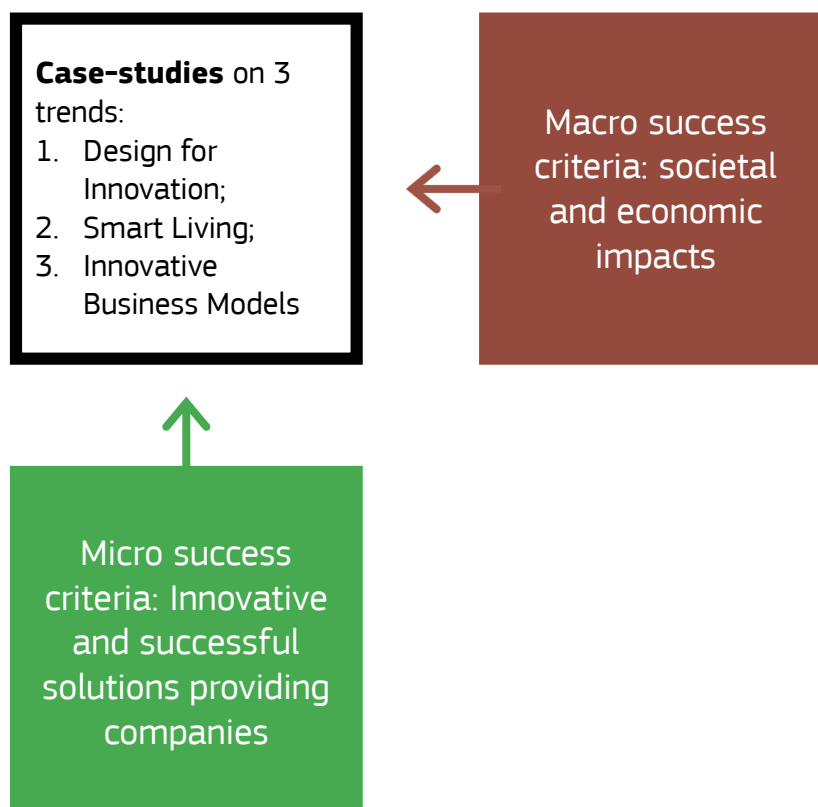 Case-studies on 3
trends:
1. Design for
Innovation;
2. Smart Living;
3. Innovative
Business Models
Macro success
criteria: societal
and economic
impacts
Micro success
criteria: Innovative
and successful
solutions providing
companies